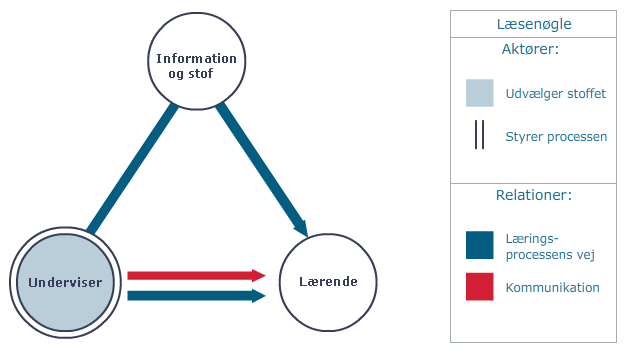 Information
og stof
Underviser
Lærende
Læsenøgle
Aktører:
Udvælger stoffet
Styrer processen
Relationer:
Lærings-
processens vej
Kommunikation